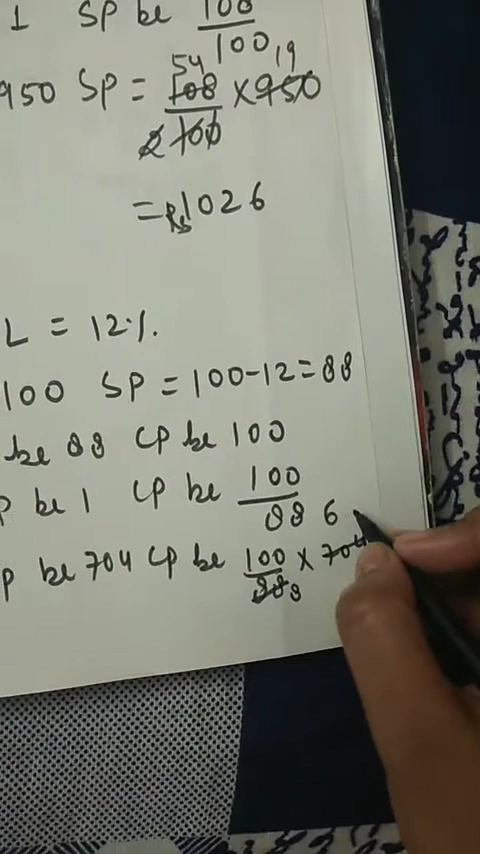 1 SP be 108/100
950 SP = 54 108/100 2 × 950 19
= Rs 1026
L = 12%.
100 SP = 100-12=88
be 88 CP be 100
P be 1 CP be 100/88
6
P be 704 CP be 100/88 8 × 704